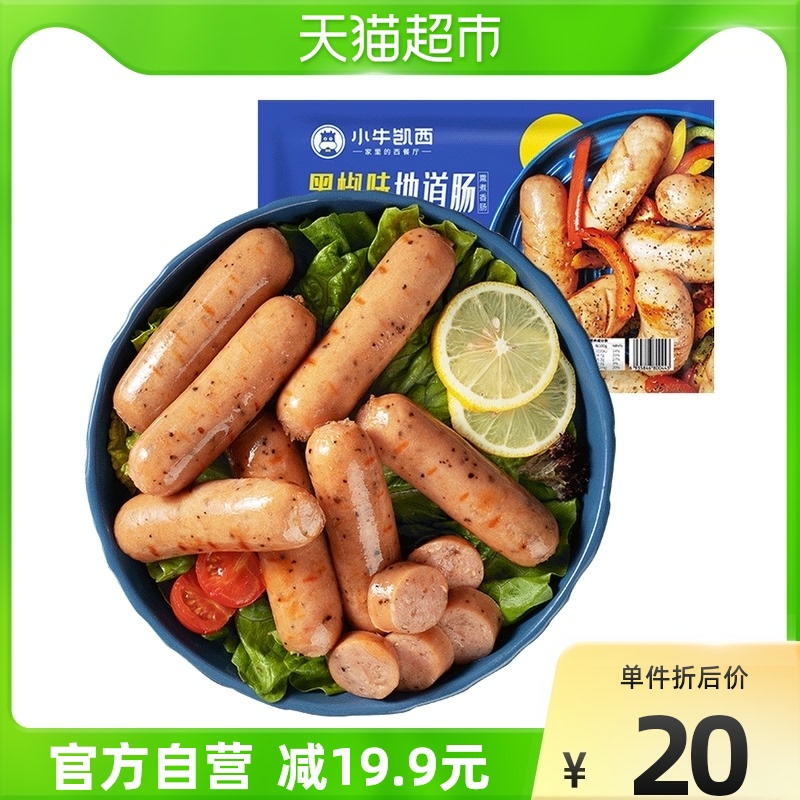 天猫超市
小牛凯西
家里的西餐厅
黑椒味地道肠
熏煮香肠
6935846800443
单件折后价
官方自营 减19.9元
¥ 20